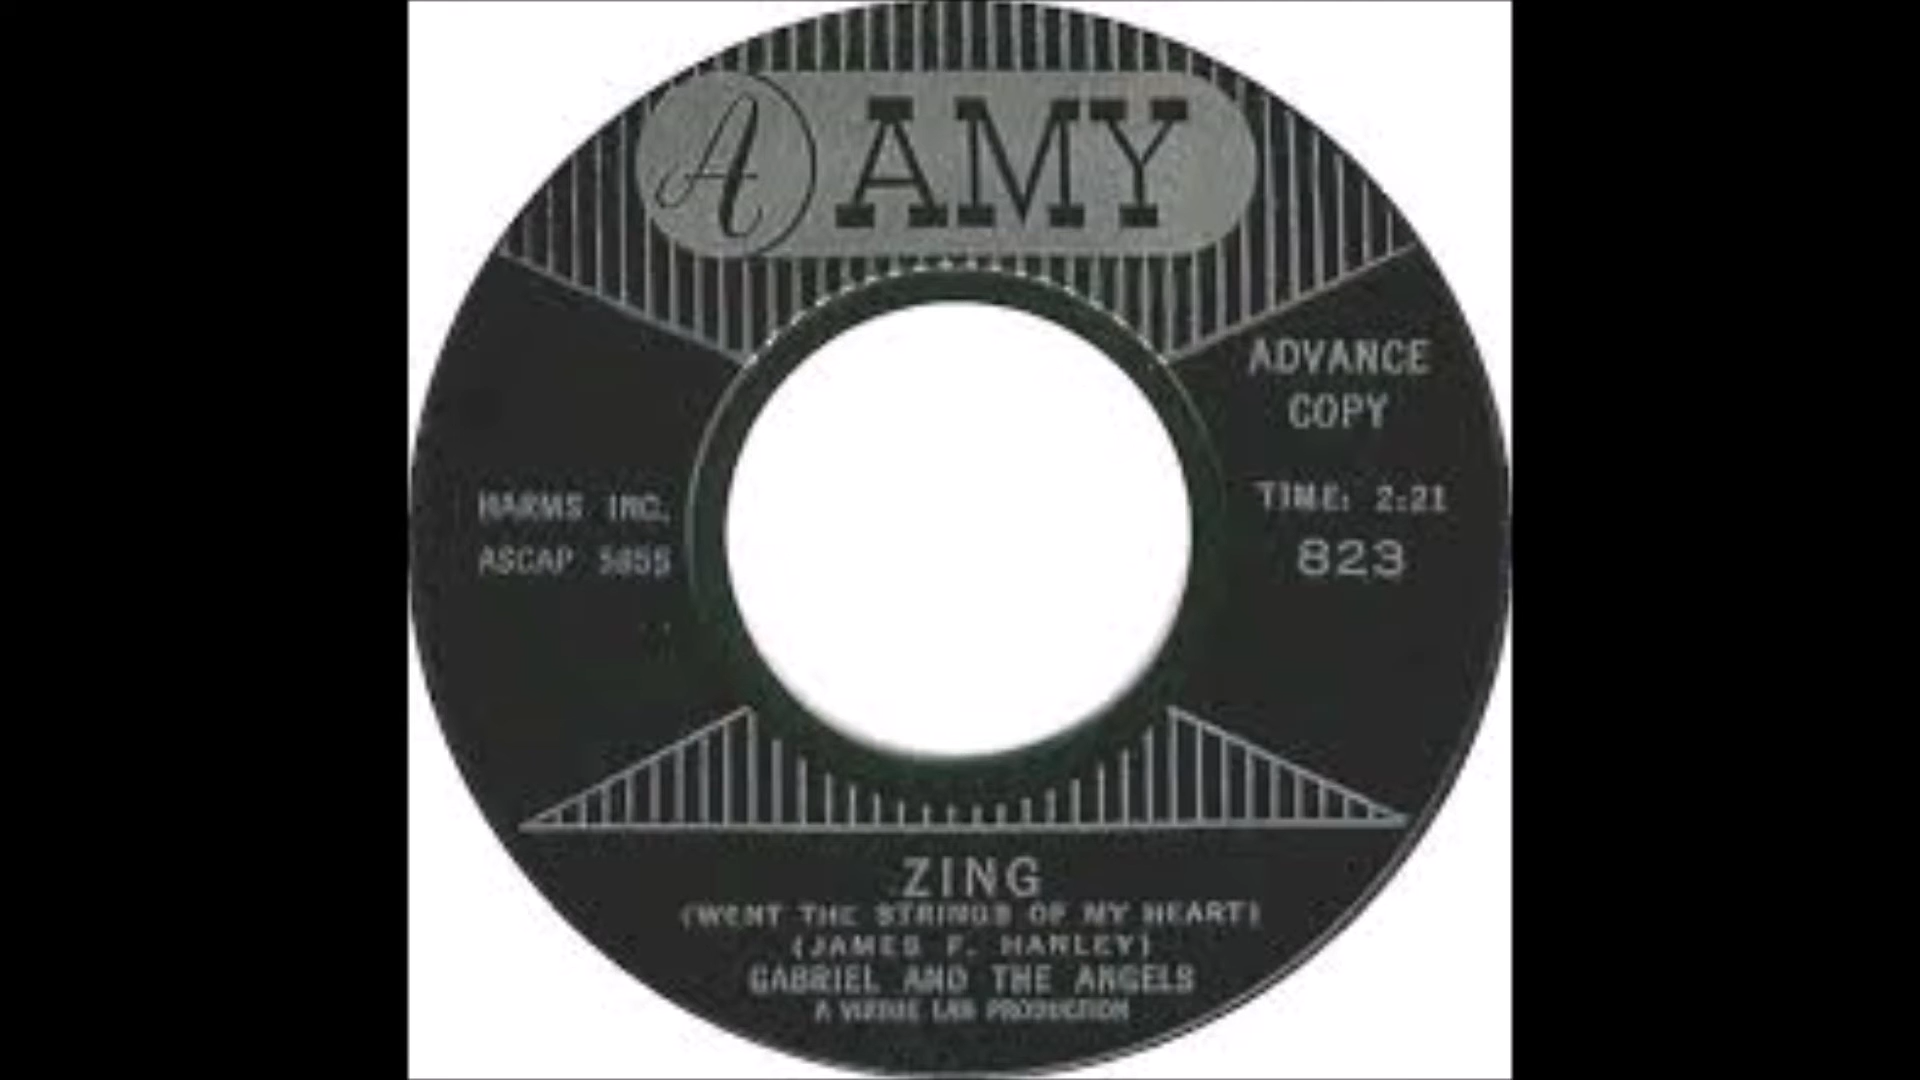 A AMY
ADVANCE
COPY
HARMS INC.
ASCAP 5855
TIME: 2:21
823
ZING
(WENT THE STRINGS OF MY HEART)
(JAMES F. HANLEY)
GABRIEL AND THE ANGELS
A PRODUCTION